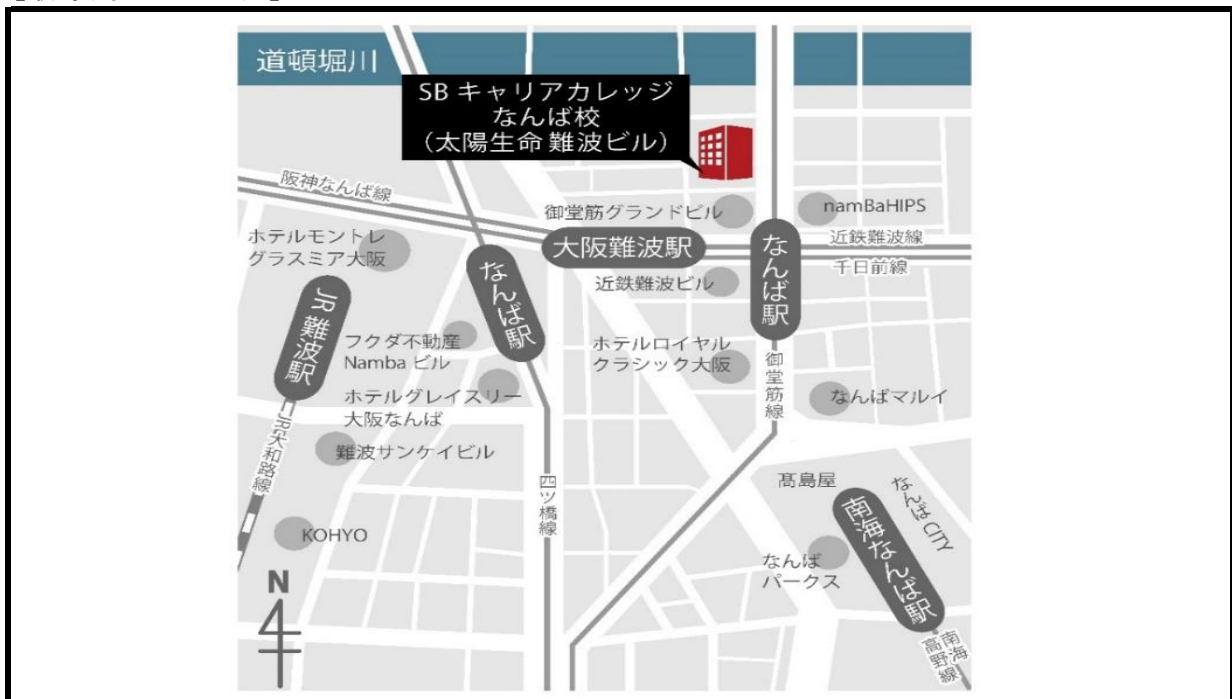 道頓堀川
SB キャリアカレッジ
なんば校
（太陽生命 難波ビル）
阪神なんば線
御堂筋グランドビル
namBaHIPS
ホテルモントレ
グラスミア大阪
大阪難波駅
近鉄難波線
千日前線
なんば駅
なんば駅
近鉄難波ビル
JR 難波駅
フクダ不動産
Namba ビル
ホテルロイヤル
クラシック大阪
御堂筋線
ホテルグレイスリー
大阪なんば
なんばマルイ
JR大和路線
難波サンケイビル
四ツ橋線
髙島屋
なんば CITY
南海なんば駅
KOHYO
なんば
パークス
N
南海
高野線